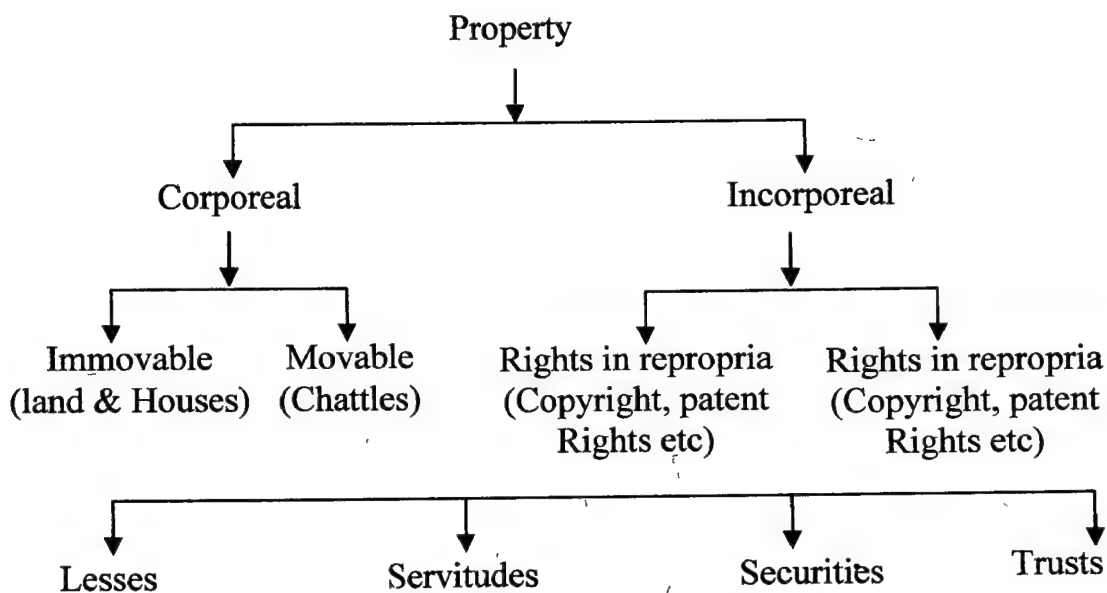 Property
Corporeal Incorporeal
Immovable Movable Rights in repropria Rights in repropria
(land & Houses) (Chattles) (Copyright, patent (Copyright, patent
Rights etc) Rights etc)
Lesses Servitudes Securities Trusts